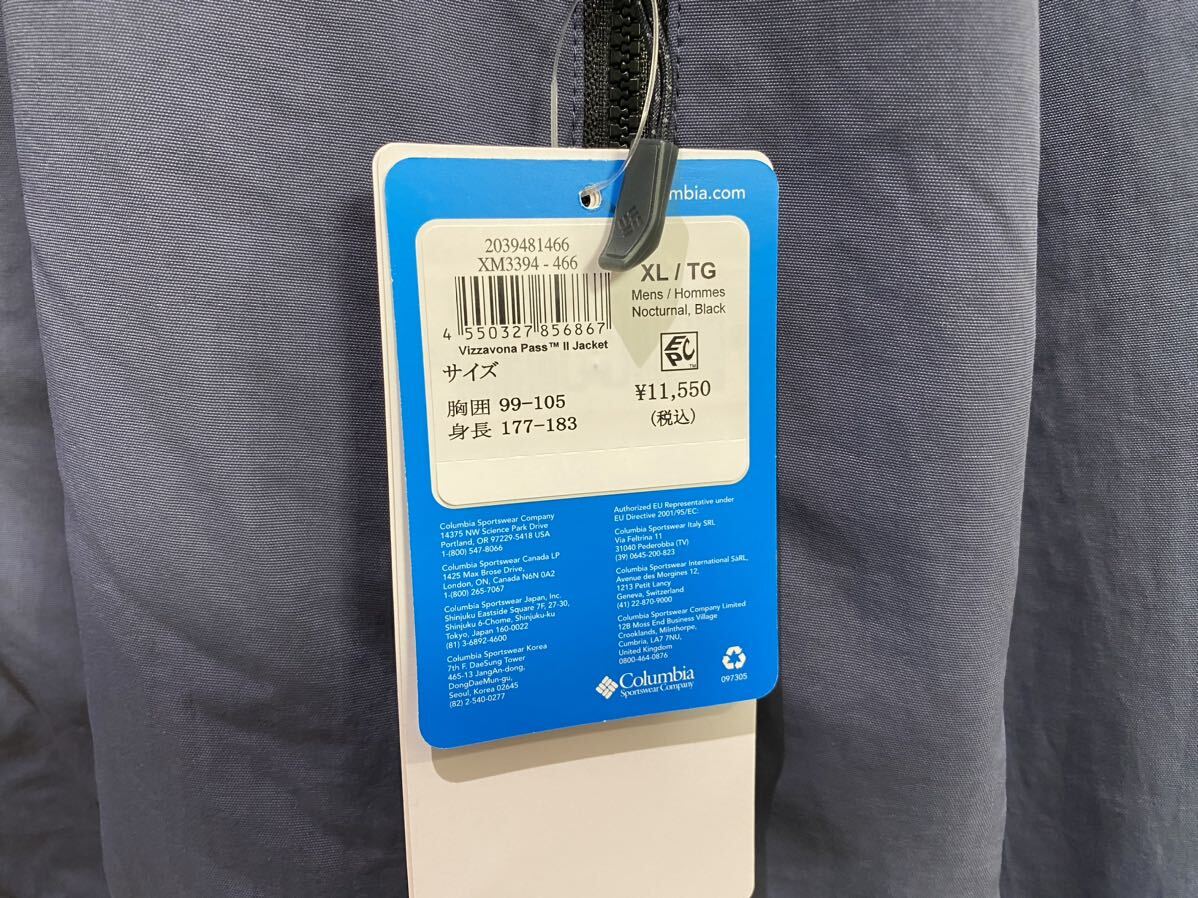 mbia.com
2039481466
XM3394 - 466
4 550327 856867
Vizzavona Pass™ II Jacket
XL / TG
Mens / Hommes
Nocturnal, Black
EPC™
サイズ
胸囲 99-105
身長 177-183
¥11,550
(税込)
Columbia Sportswear Company
14375 NW Science Park Drive
Portland, OR 97229-5418 USA
1-(800) 547-8066
Columbia Sportswear Canada LP
1425 Max Brose Drive,
London, ON, Canada N6N 0A2
1-(800) 265-7067
Columbia Sportswear Japan, Inc.
Shinjuku Eastside Square 7F, 27-30,
Shinjuku 6-Chome, Shinjuku-ku
Tokyo, Japan 160-0022
(81) 3-6892-4600
Columbia Sportswear Korea
7th F. DaeSung Tower
465-13 JangAn-dong,
DongDaeMun-gu,
Seoul, Korea 02645
(82) 2-540-0277
Authorized EU Representative under
EU Directive 2001/95/EC:
Columbia Sportswear Italy SRL
Via Feltrina 11
31040 Pederobba (TV)
(39) 0645-200-823
Columbia Sportswear International SàRL,
Avenue des Morgines 12,
1213 Petit Lancy
Geneva, Switzerland
(41) 22-870-9000
Columbia Sportswear Company Limited
12B Moss End Business Village
Crooklands, Milnthorpe,
Cumbria, LA7 7NU,
United Kingdom
0800-464-0876
Columbia
Sportswear Company
097305